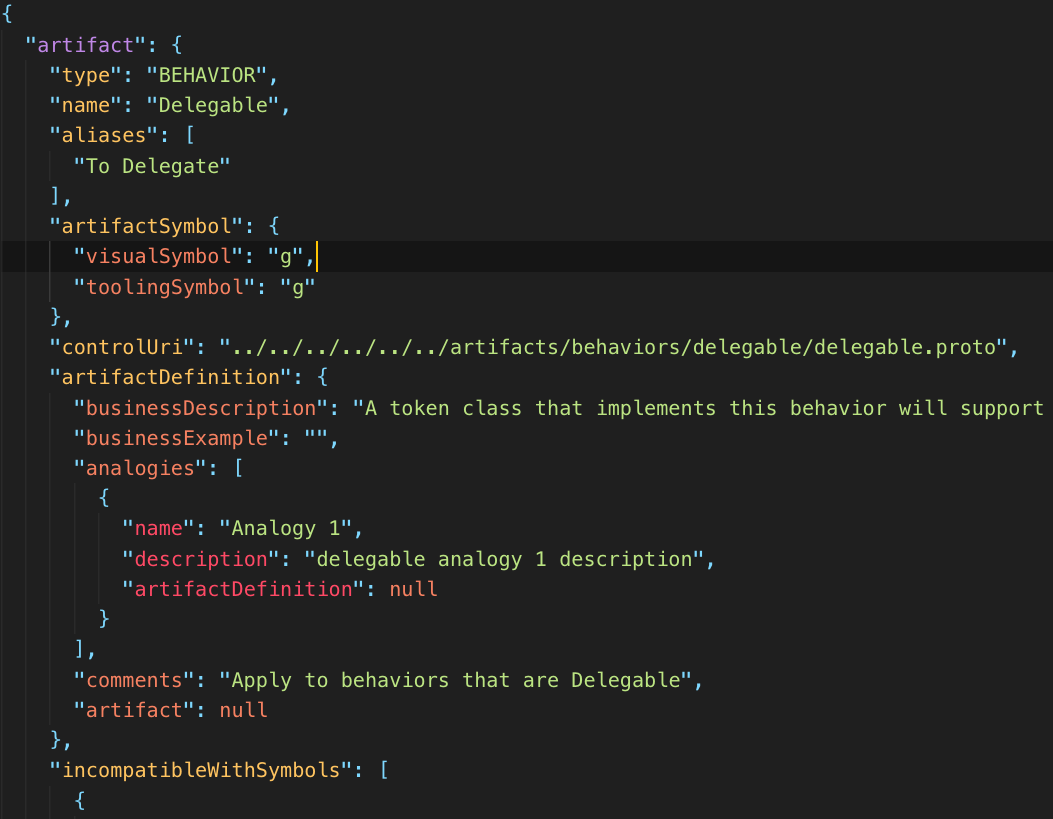 {
  "artifact": {
    "type": "BEHAVIOR",
    "name": "Delegable",
    "aliases": [
      "To Delegate"
    ],
    "artifactSymbol": {
      "visualSymbol": "g",
      "toolingSymbol": "g"
    },
    "controlUri": "../../../../../../artifacts/behaviors/delegable/delegable.proto",
    "artifactDefinition": {
      "businessDescription": "A token class that implements this behavior will support
      "businessExample": "",
      "analogies": [
        {
          "name": "Analogy 1",
          "description": "delegable analogy 1 description",
          "artifactDefinition": null
        }
      ],
      "comments": "Apply to behaviors that are Delegable",
      "artifact": null
    },
    "incompatibleWithSymbols": [
      {